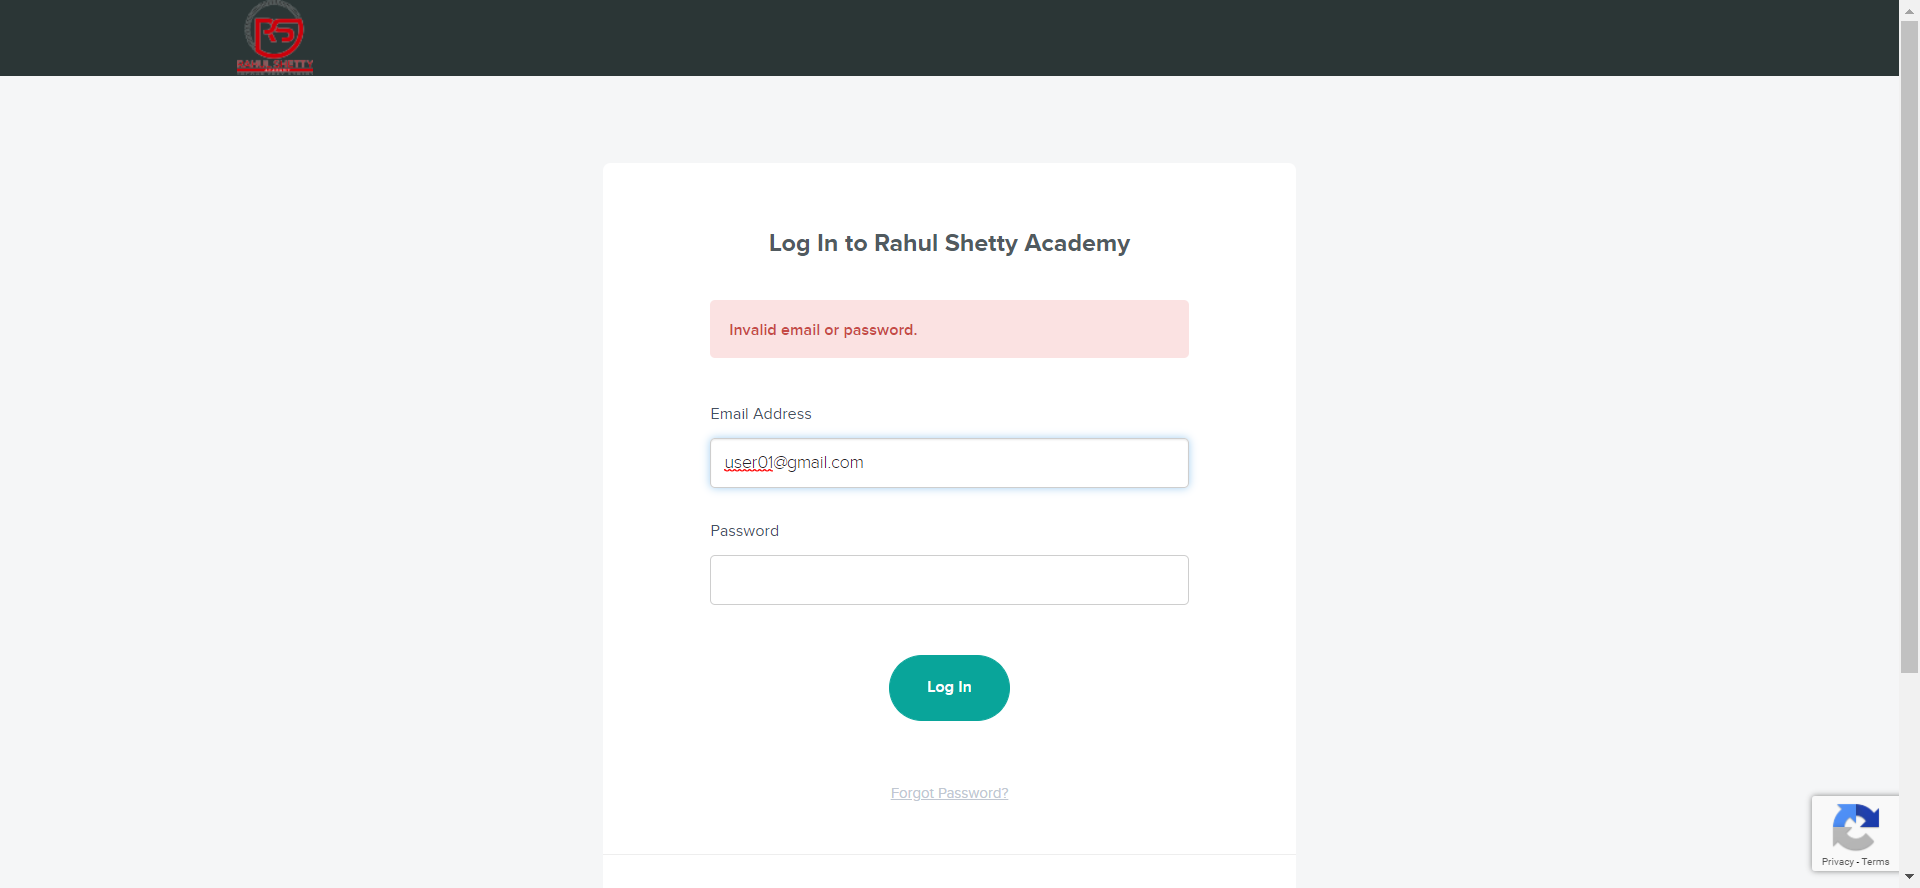 RAHUL SHETTY
ACADEMY
Log In to Rahul Shetty Academy
Invalid email or password.
Email Address
user01@gmail.com
Password
Log In
Forgot Password?
Privacy - Terms